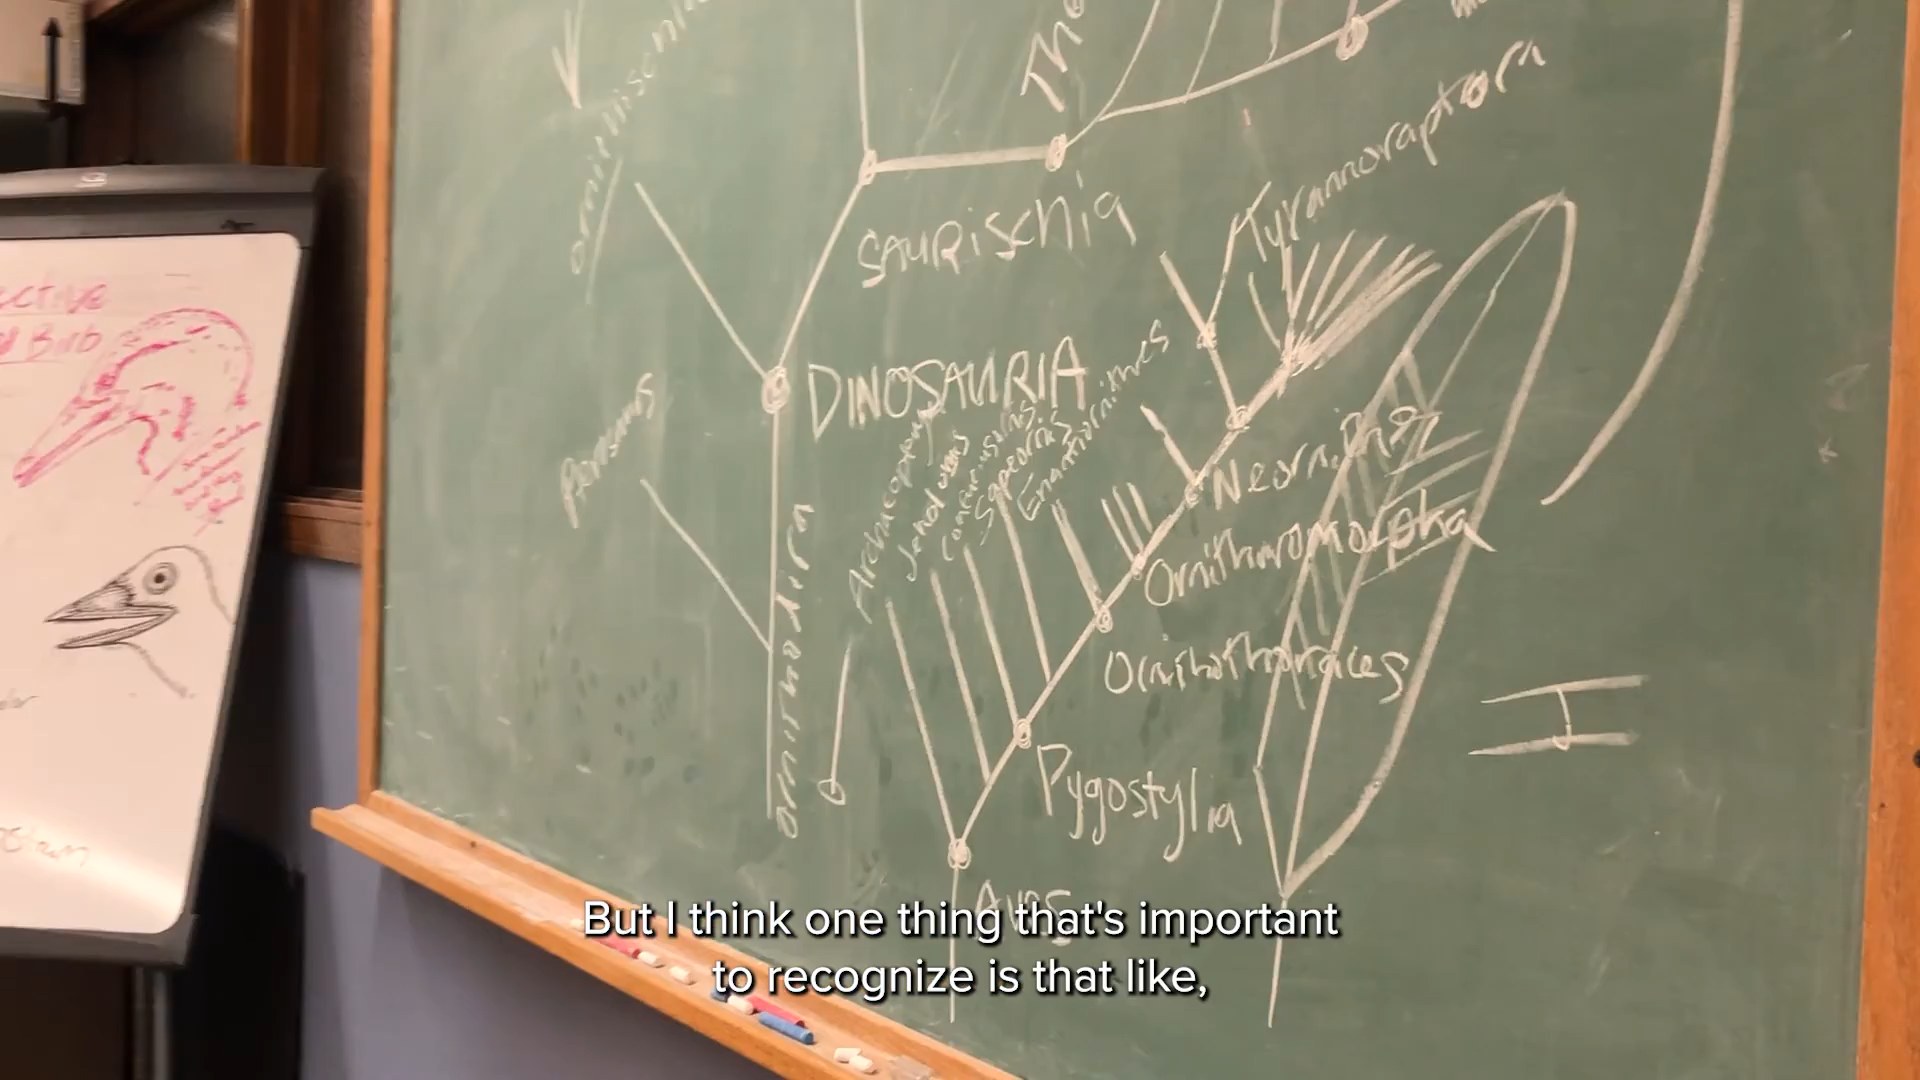 ornithischia
Tyrannoraptora
SAURISCHIA
DINOSAURIA
Neornithes
Ornithuromorpha
Ornithothoraces
Pygostylia
AVES
ornithodira
Archaeopteryx
Jeholornis
Sapeornis
Enantiornithes
But I think one thing that's important
to recognize is that like,